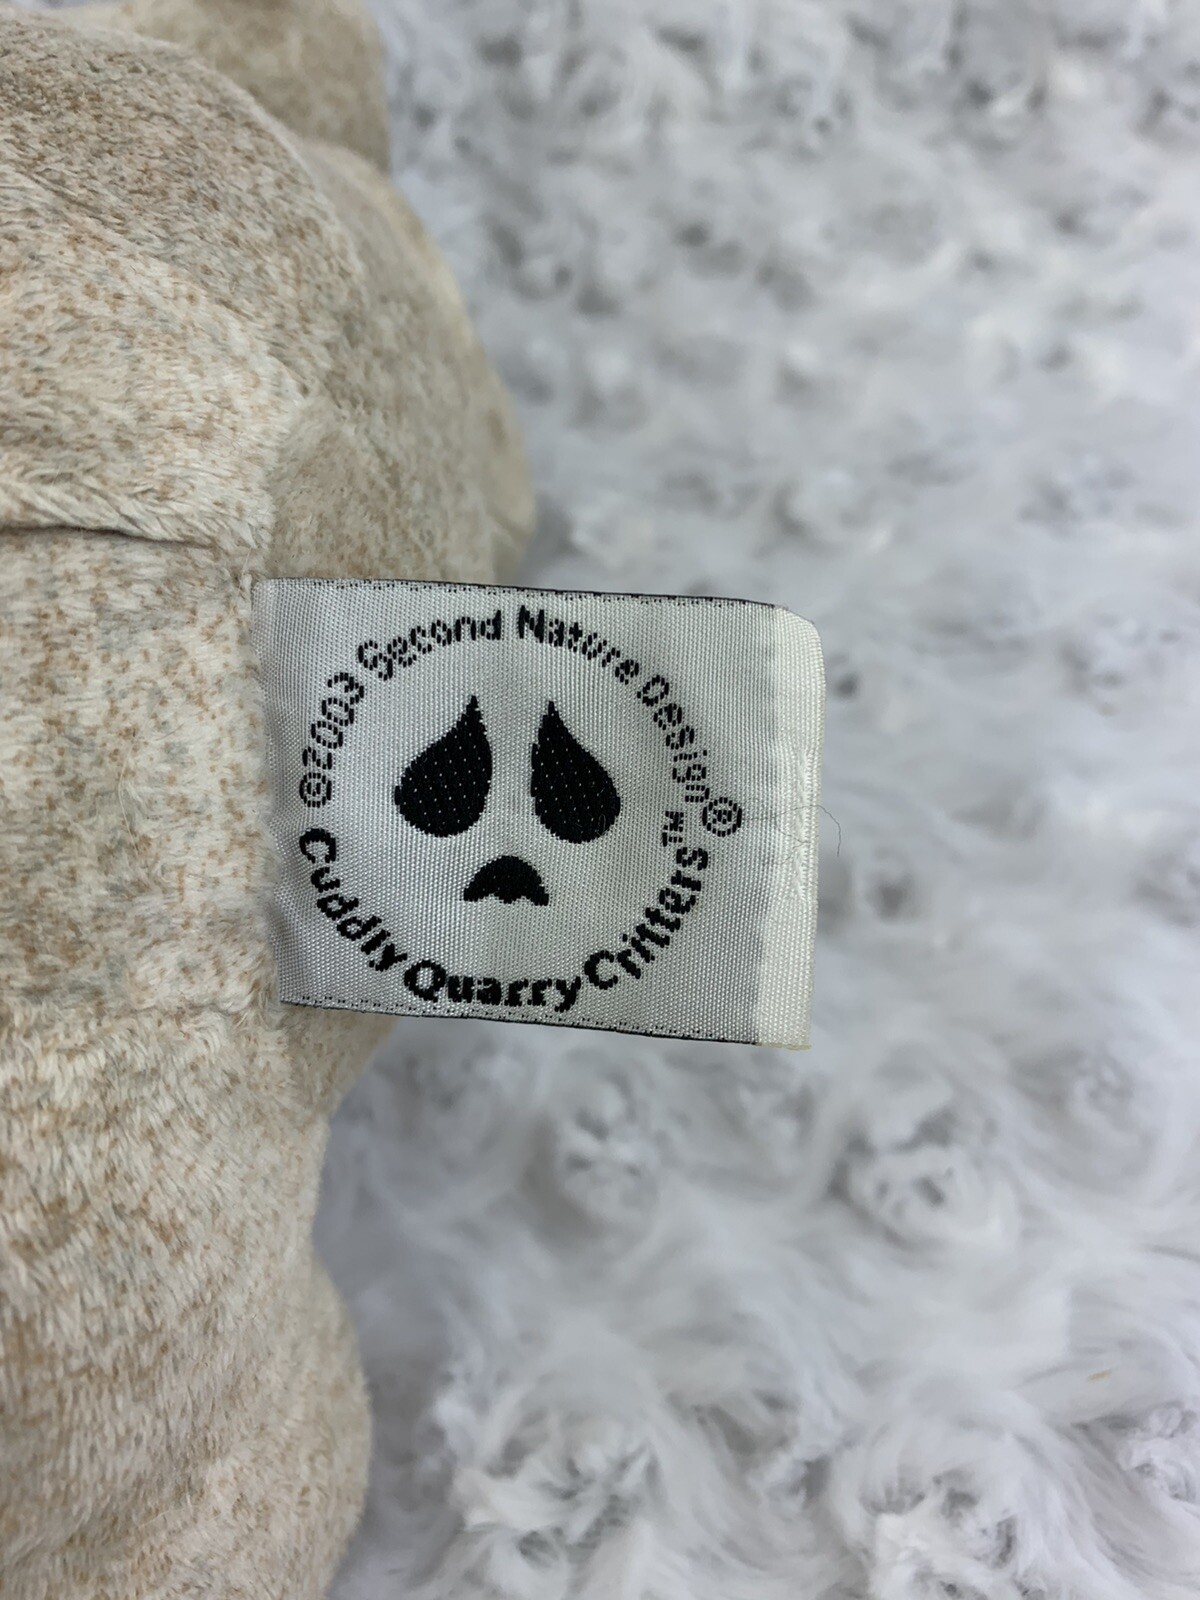 ©2003 Second Nature Design®
Cuddly Quarry Critters™